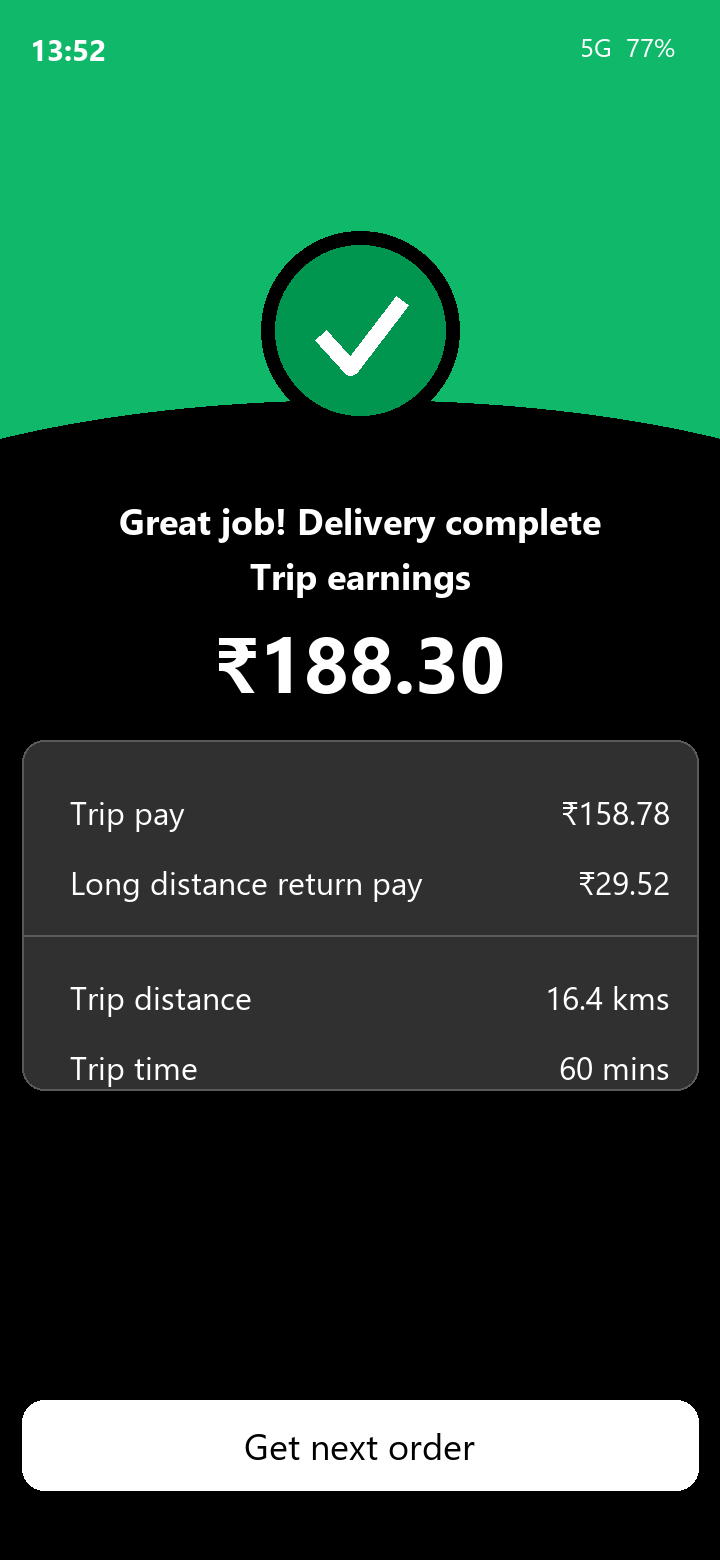 13:52 5G 77%
Great job! Delivery complete
Trip earnings
₹188.30
Trip pay ₹158.78
Long distance return pay ₹29.52
Trip distance 16.4 kms
Trip time 60 mins
Get next order